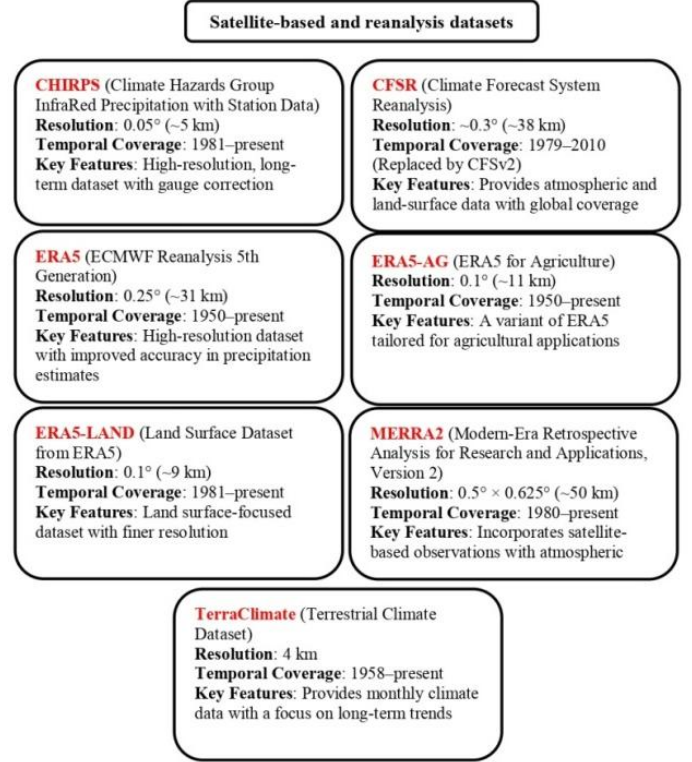 Satellite-based and reanalysis datasets
CHIRPS (Climate Hazards Group
InfraRed Precipitation with Station Data)
Resolution: 0.05° (~5 km)
Temporal Coverage: 1981–present
Key Features: High-resolution, long-
term dataset with gauge correction
CFSR (Climate Forecast System
Reanalysis)
Resolution: ~0.3° (~38 km)
Temporal Coverage: 1979–2010
(Replaced by CFSv2)
Key Features: Provides atmospheric and
land-surface data with global coverage
ERA5 (ECMWF Reanalysis 5th
Generation)
Resolution: 0.25° (~31 km)
Temporal Coverage: 1950–present
Key Features: High-resolution dataset
with improved accuracy in precipitation
estimates
ERA5-AG (ERA5 for Agriculture)
Resolution: 0.1° (~11 km)
Temporal Coverage: 1950–present
Key Features: A variant of ERA5
tailored for agricultural applications
ERA5-LAND (Land Surface Dataset
from ERA5)
Resolution: 0.1° (~9 km)
Temporal Coverage: 1981–present
Key Features: Land surface-focused
dataset with finer resolution
MERRA2 (Modern-Era Retrospective
Analysis for Research and Applications,
Version 2)
Resolution: 0.5° × 0.625° (~50 km)
Temporal Coverage: 1980–present
Key Features: Incorporates satellite-
based observations with atmospheric
TerraClimate (Terrestrial Climate
Dataset)
Resolution: 4 km
Temporal Coverage: 1958–present
Key Features: Provides monthly climate
data with a focus on long-term trends